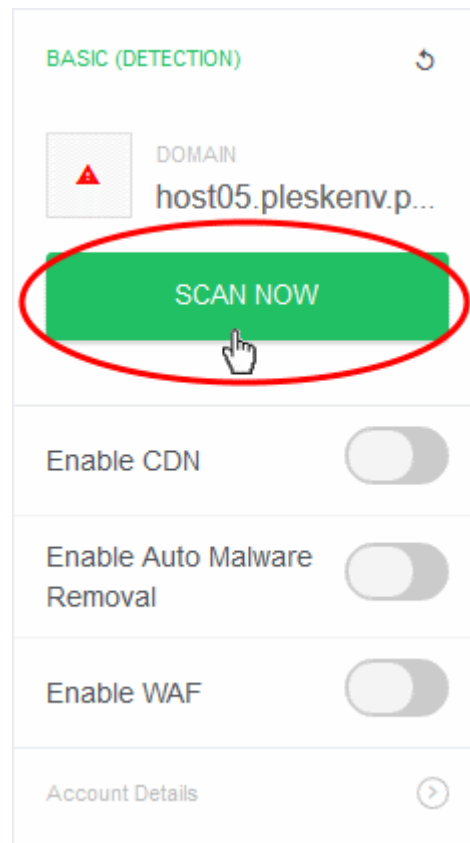 BASIC (DETECTION)
DOMAIN
host05.pleskenv.p...
SCAN NOW
Enable CDN
Enable Auto Malware
Removal
Enable WAF
Account Details